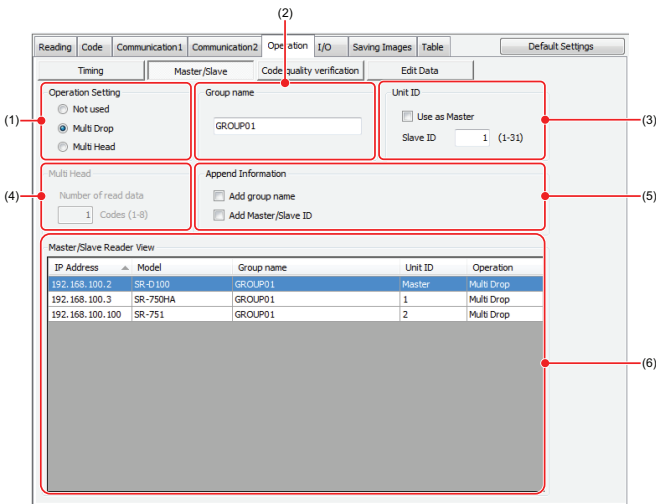 (2)
Reading Code Communication1 Communication2 Operation I/O Saving Images Table Default Settings
Timing Master/Slave Code quality verification Edit Data
Operation Setting Group name Unit ID
Not used
Use as Master
(1) Multi Drop GROUP01 (3)
Slave ID 1 (1-31)
Multi Head
Multi Head Append Information
(4) Number of read data Add group name (5)
1 Codes (1-8) Add Master/Slave ID
Master/Slave Reader View
IP Address Model Group name Unit ID Operation
192.168.100.2 SR-D100 GROUP01 Master Multi Drop
192.168.100.3 SR-750HA GROUP01 1 Multi Drop
192.168.100.100 SR-751 GROUP01 2 Multi Drop
(6)